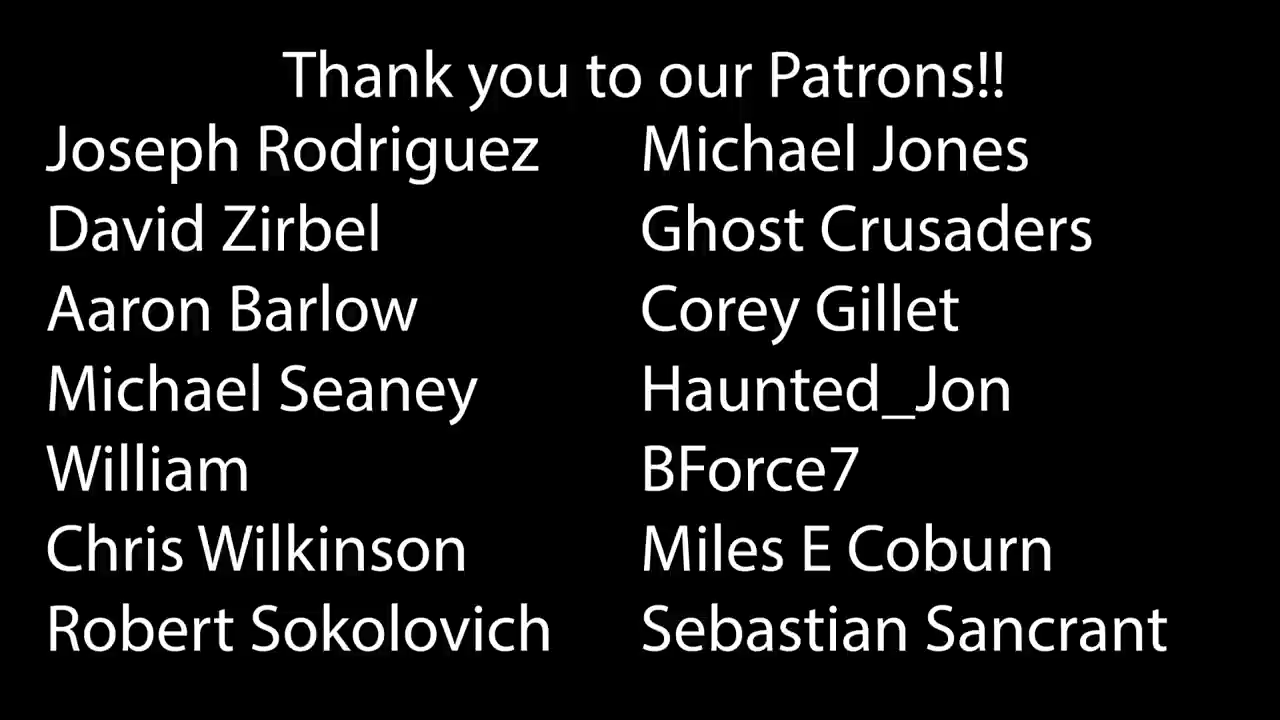 Thank you to our Patrons!!
Joseph Rodriguez
David Zirbel
Aaron Barlow
Michael Seaney
William
Chris Wilkinson
Robert Sokolovich
Michael Jones
Ghost Crusaders
Corey Gillet
Haunted_Jon
BForce7
Miles E Coburn
Sebastian Sancrant